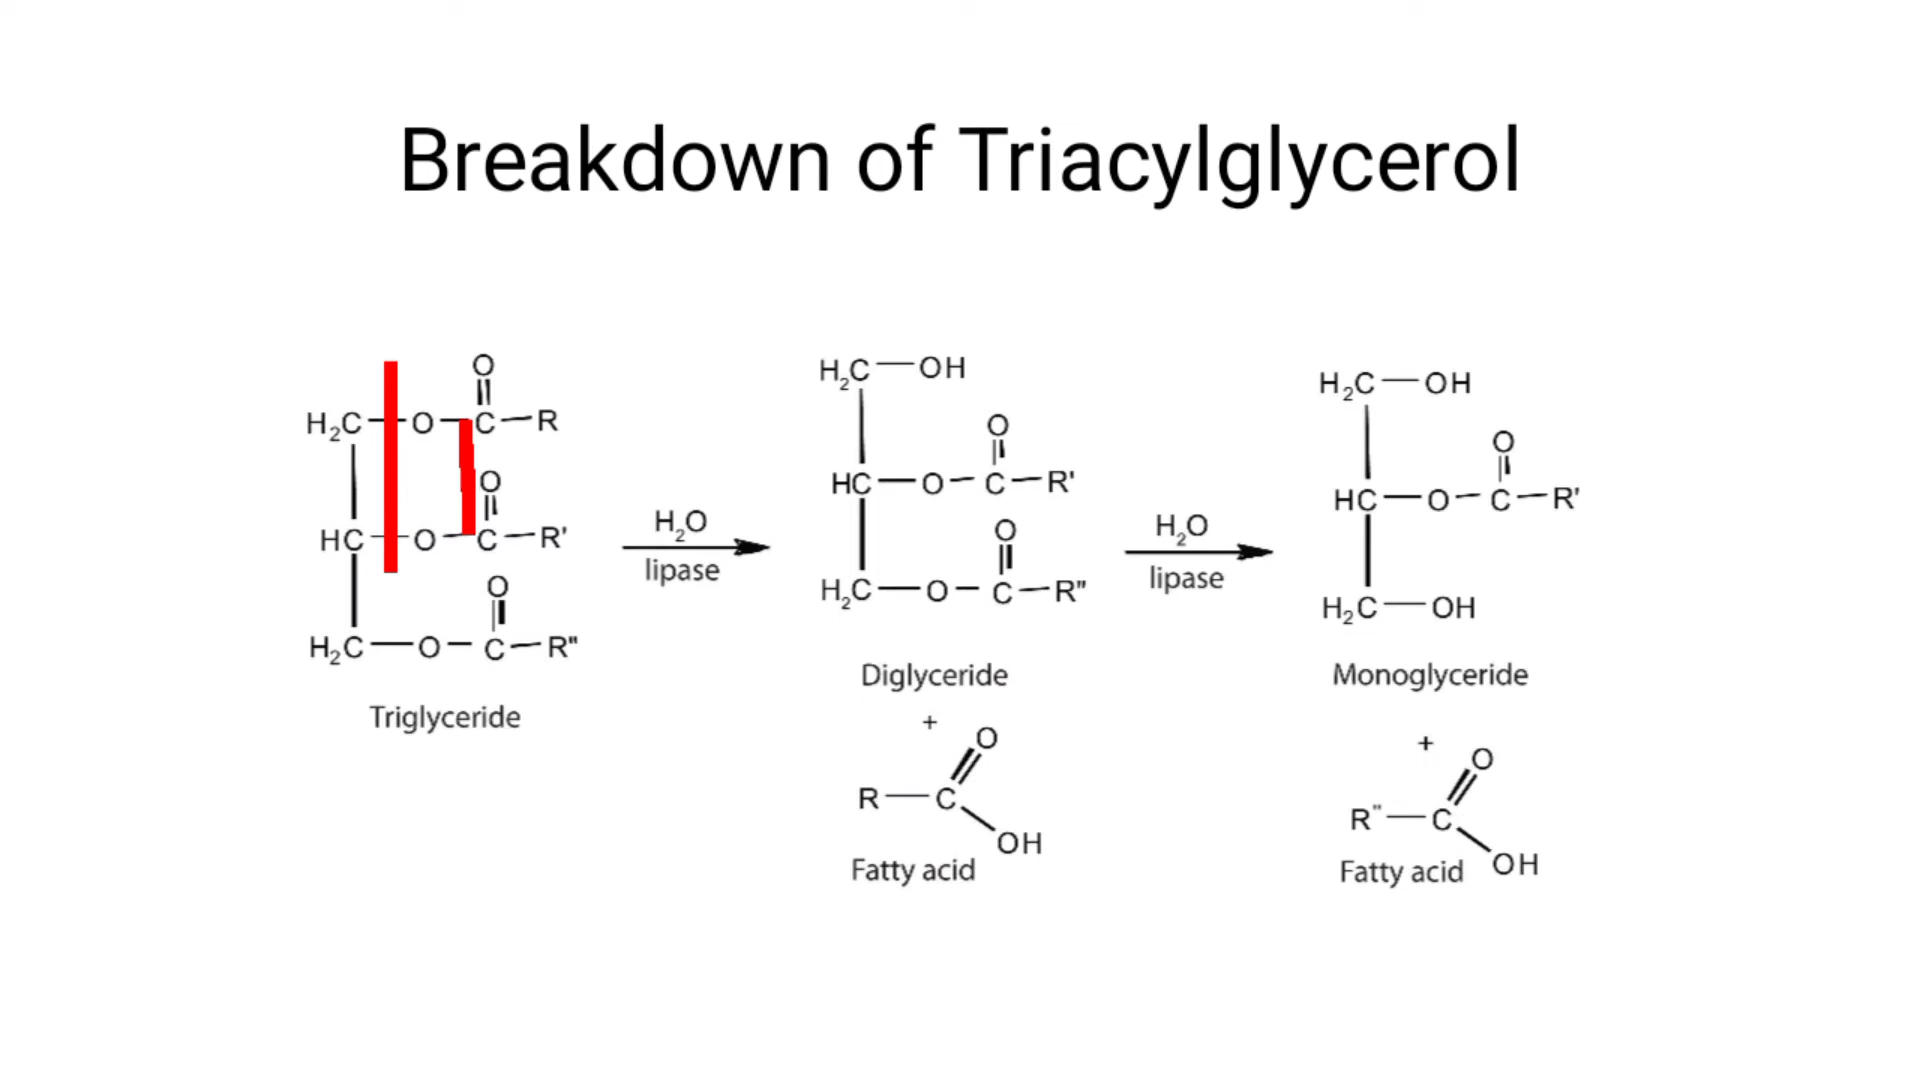 Breakdown of Triacylglycerol
O
H₂C—O—C—R
O
HC—O—C—R'
O
H₂C—O—C—R"
Triglyceride
H₂O
lipase
H₂C—OH
O
HC—O—C—R'
O
H₂C—O—C—R"
Diglyceride
+
O
R—C
OH
Fatty acid
H₂O
lipase
H₂C—OH
O
HC—O—C—R'
H₂C—OH
Monoglyceride
+
O
R"—C
OH
Fatty acid